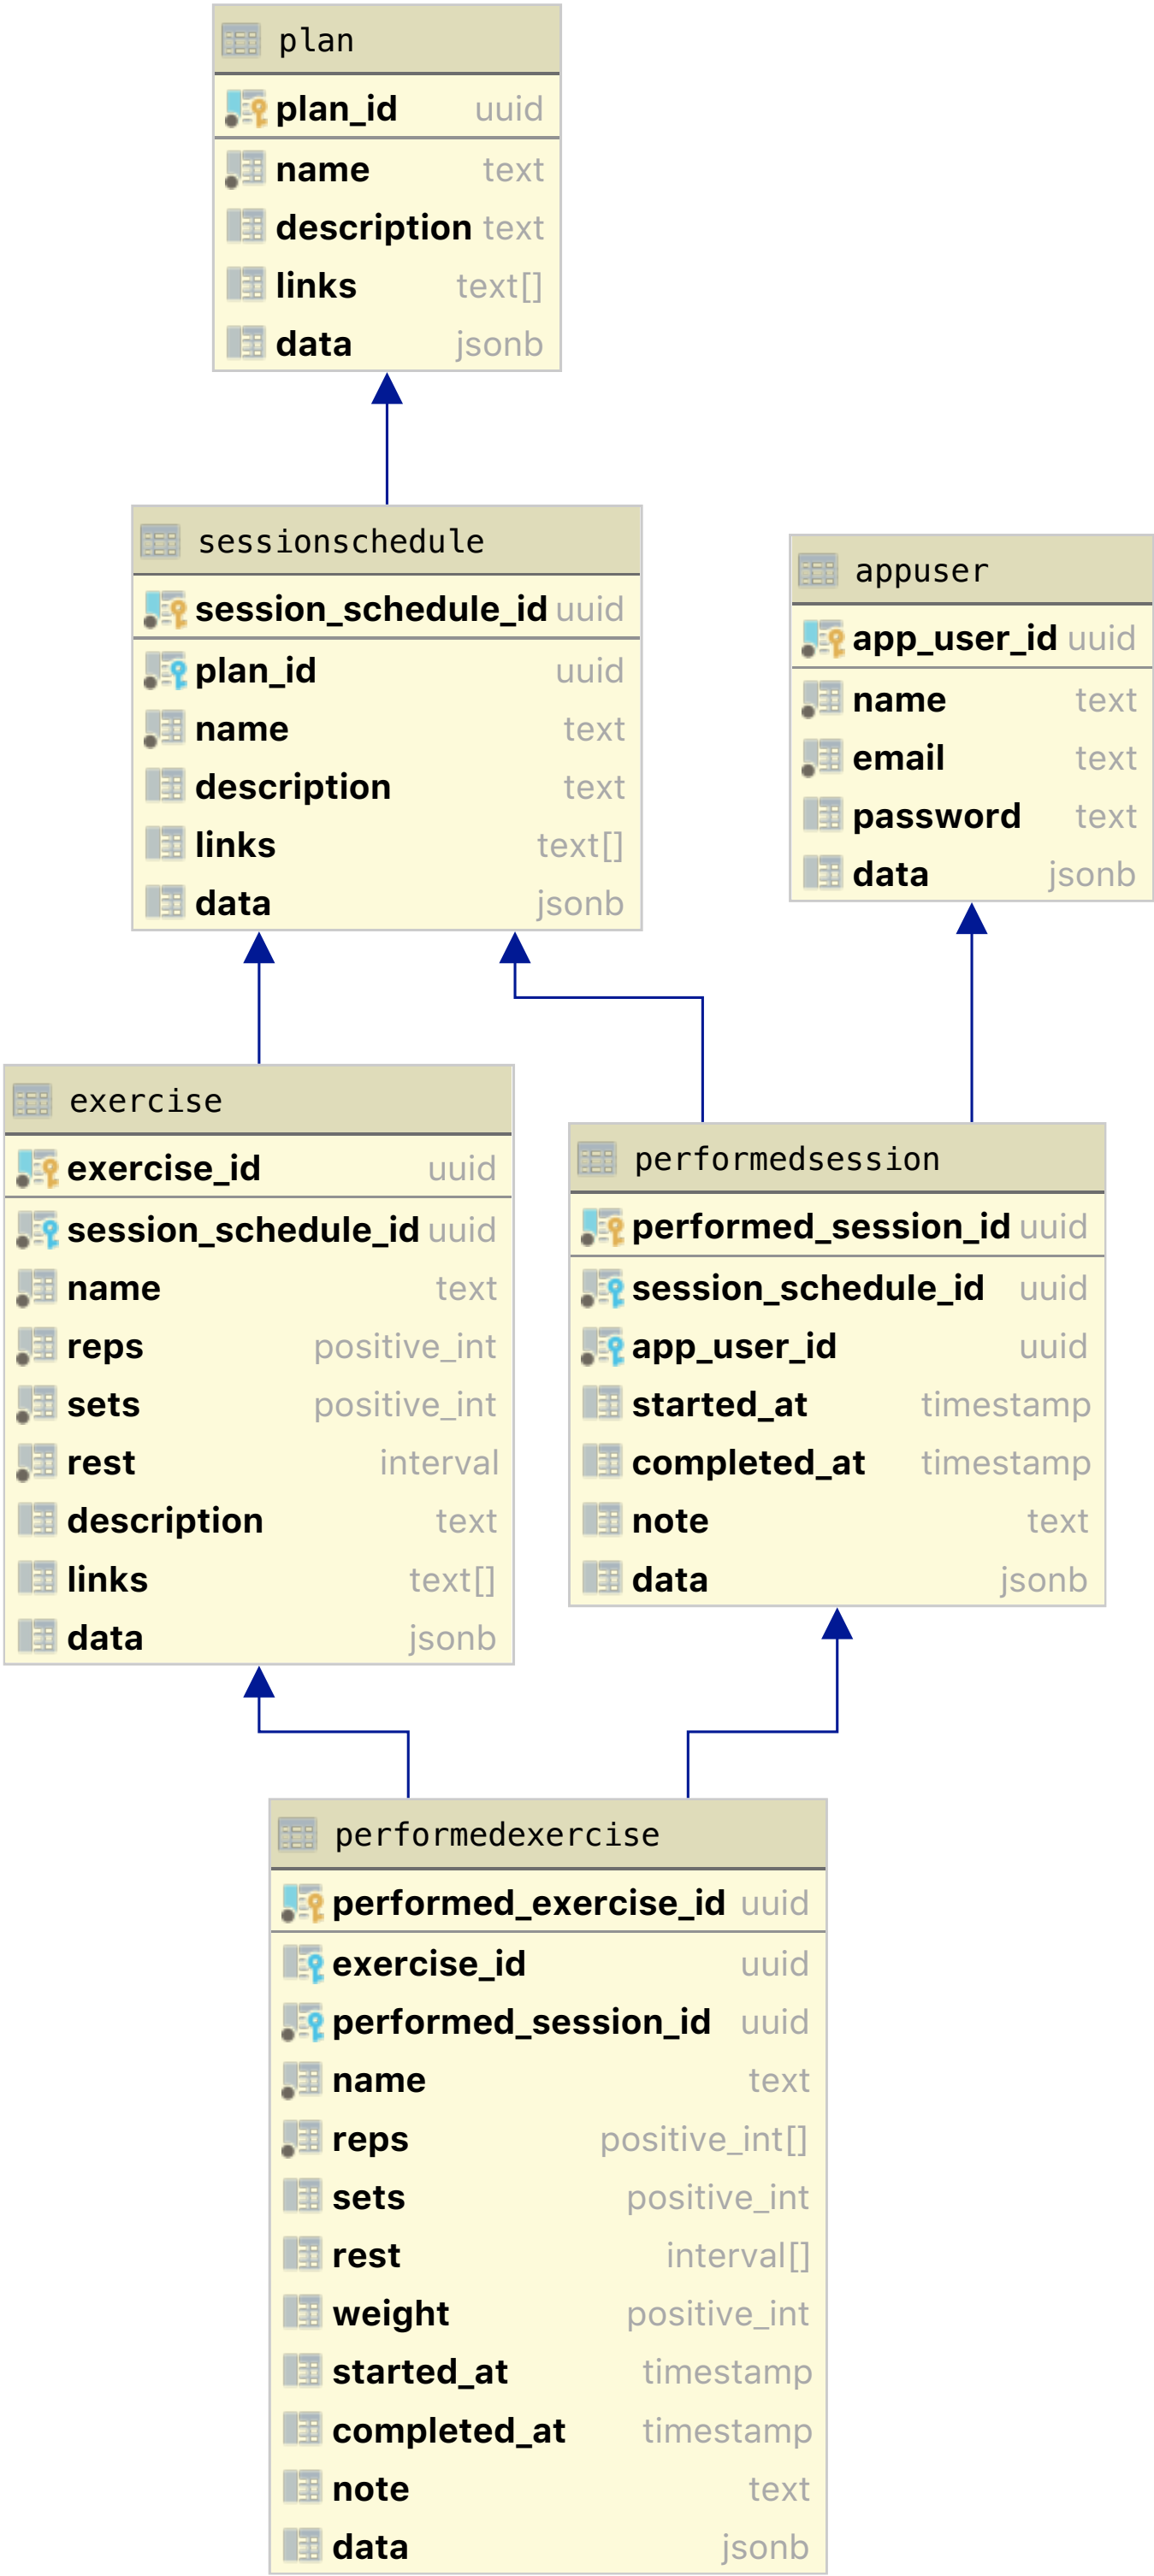 plan
plan_id uuid
name text
description text
links text[]
data jsonb
sessionschedule
session_schedule_id uuid
plan_id uuid
name text
description text
links text[]
data jsonb
appuser
app_user_id uuid
name text
email text
password text
data jsonb
exercise
exercise_id uuid
session_schedule_id uuid
name text
reps positive_int
sets positive_int
rest interval
description text
links text[]
data jsonb
performedsession
performed_session_id uuid
session_schedule_id uuid
app_user_id uuid
started_at timestamp
completed_at timestamp
note text
data jsonb
performedexercise
performed_exercise_id uuid
exercise_id uuid
performed_session_id uuid
name text
reps positive_int[]
sets positive_int
rest interval[]
weight positive_int
started_at timestamp
completed_at timestamp
note text
data jsonb